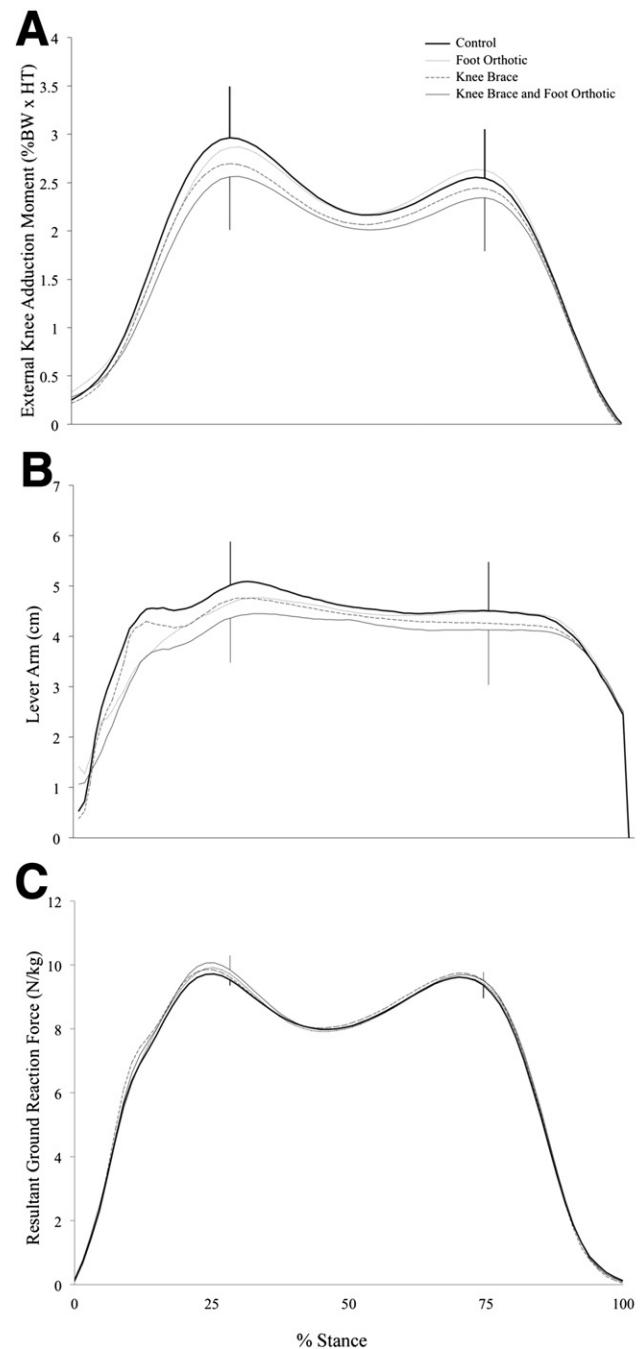 A
External Knee Adduction Moment (%BW x HT)
4
3.5
3
2.5
2
1.5
1
0.5
0
Control
Foot Orthotic
Knee Brace
Knee Brace and Foot Orthotic
B
Lever Arm (cm)
7
6
5
4
3
2
1
0
C
Resultant Ground Reaction Force (N/kg)
12
10
8
6
4
2
0
0 25 50 75 100
% Stance